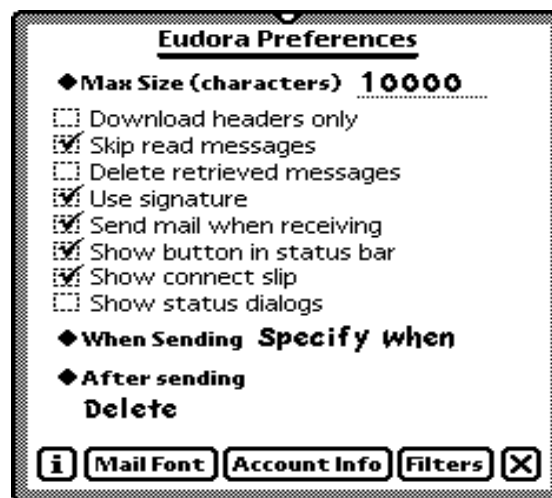 Eudora Preferences
◆Max Size (characters) 10000
Download headers only
Skip read messages
Delete retrieved messages
Use signature
Send mail when receiving
Show button in status bar
Show connect slip
Show status dialogs
◆When Sending Specify when
◆After sending
Delete
i Mail Font Account Info Filters X